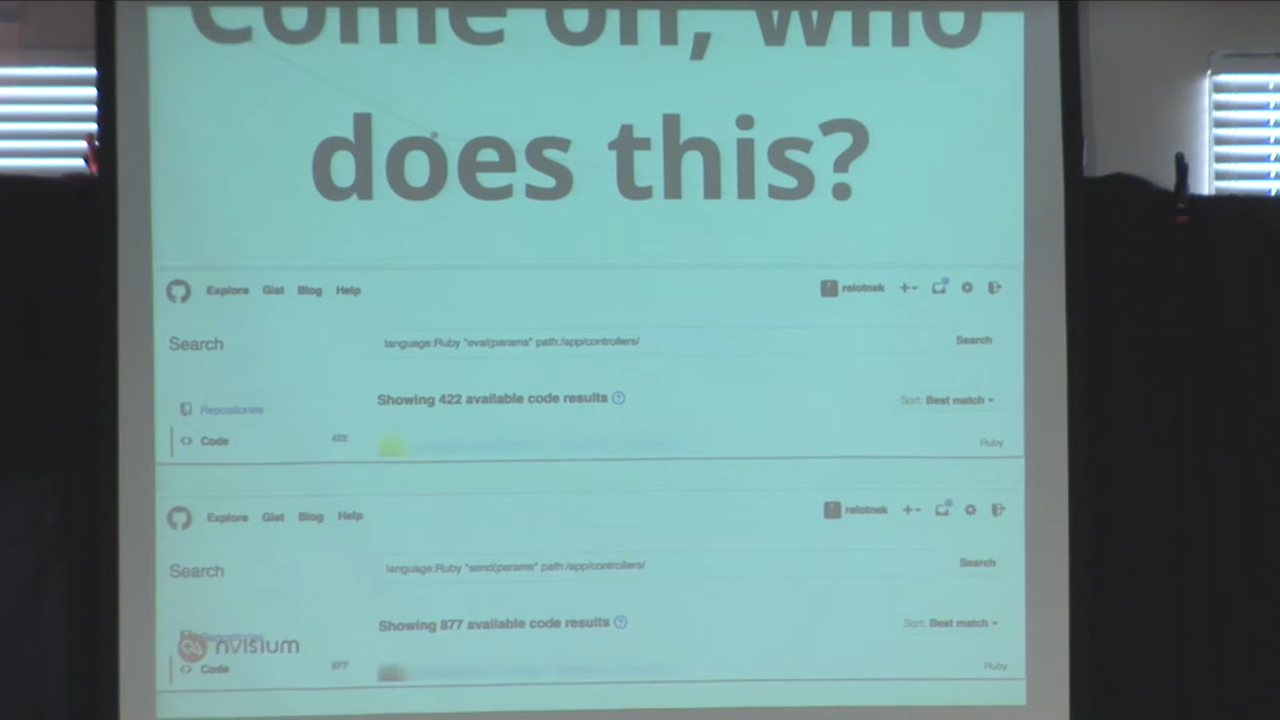 Come on, who
does this?
Explore Gist Blog Help
relotnek
Search
language:Ruby "eval(params" path:/app/controllers/
Search
Repositories
Showing 422 available code results
Sort: Best match
Code
422
Ruby
Explore Gist Blog Help
relotnek
Search
language:Ruby "send(params" path:/app/controllers/
Search
Repositories
Showing 877 available code results
Sort: Best match
nvisium
Code
877
Ruby